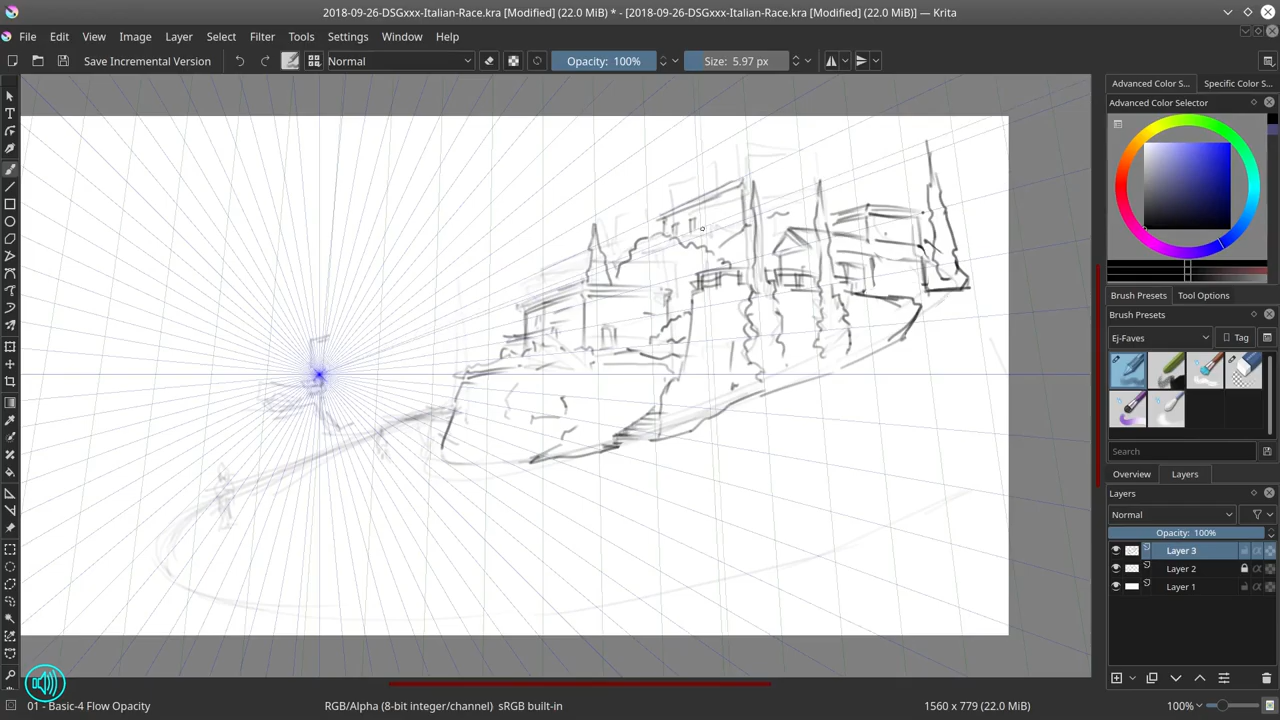 2018-09-26-DSGxxx-Italian-Race.kra [Modified] (22.0 MiB) * - [2018-09-26-DSGxxx-Italian-Race.kra [Modified] (22.0 MiB)] — Krita
File Edit View Image Layer Select Filter Tools Settings Window Help
Save Incremental Version Normal Opacity: 100% Size: 5.97 px
Advanced Color S... Specific Color S...
Advanced Color Selector
Brush Presets Tool Options
Brush Presets
Ej-Faves Tag
Search
Overview Layers
Layers
Normal
Opacity: 100%
Layer 3
Layer 2
Layer 1
01 - Basic-4 Flow Opacity RGB/Alpha (8-bit integer/channel) sRGB built-in 1560 x 779 (22.0 MiB) 100%